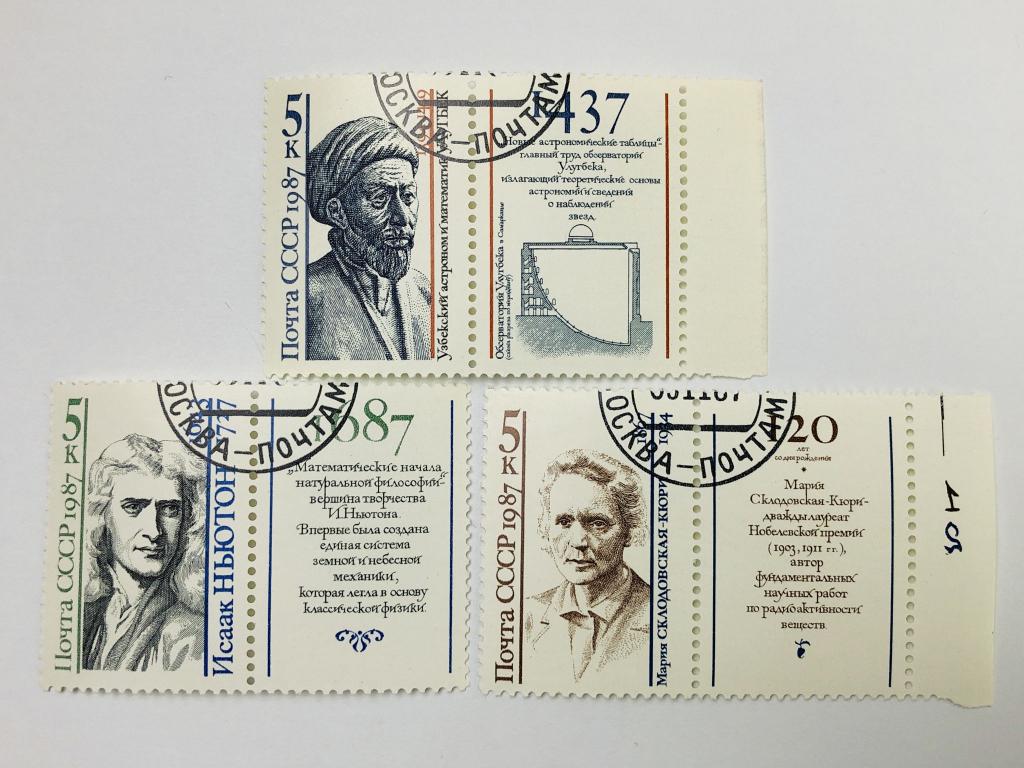 5
К
Почта СССР 1987
Узбекский астроном и математик
МОСКВА – ПОЧТАМТ
1437
„Новые астрономические таблицы“-
главный труд обсерватории
Улугбека,
излагающий теоретические основы
астрономии и сведения
о наблюдении
звезд.
Обсерватория Улугбека в Самарканде
5
К
Почта СССР 1987
Исаак НЬЮТОН
ОСКВА – ПОЧТАМ
1687
„Математические начала
натуральной философии“-
вершина творчества
И.Ньютона.
Впервые была создана
единая система
земной и небесной
механики,
которая легла в основу
классической физики.
5
К
Почта СССР 1987
Мария СКЛОДОВСКАЯ-КЮРИ
ОСКВА – ПОЧТАМ
120
лет
со дня рождения
Мария
Склодовская-Кюри-
дважды лауреат
Нобелевской премии
(1903, 1911 гг.),
автор
фундаментальных
научных работ
по радиоактивности
веществ.